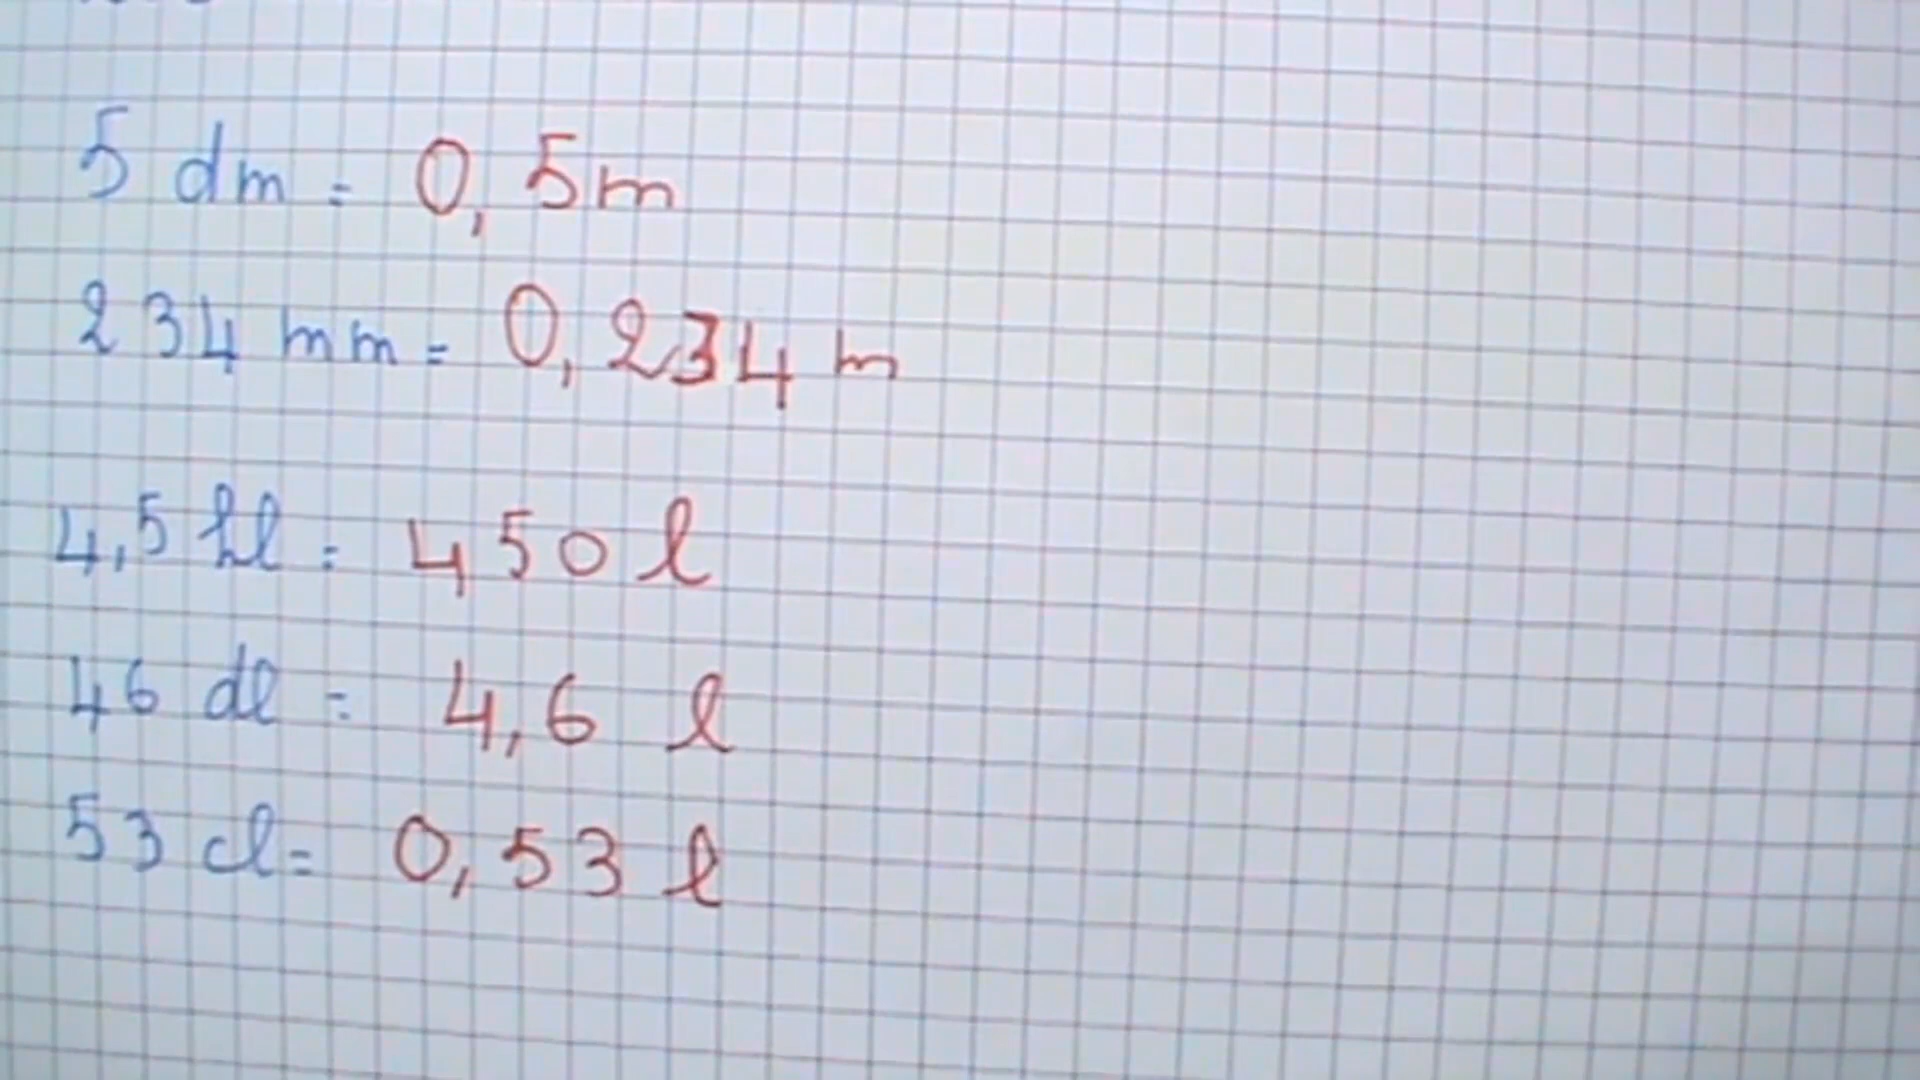 5 dm = 0,5m
234 mm = 0,234 m
4,5 hl = 450 l
46 dl = 4,6 l
53 cl = 0,53 l